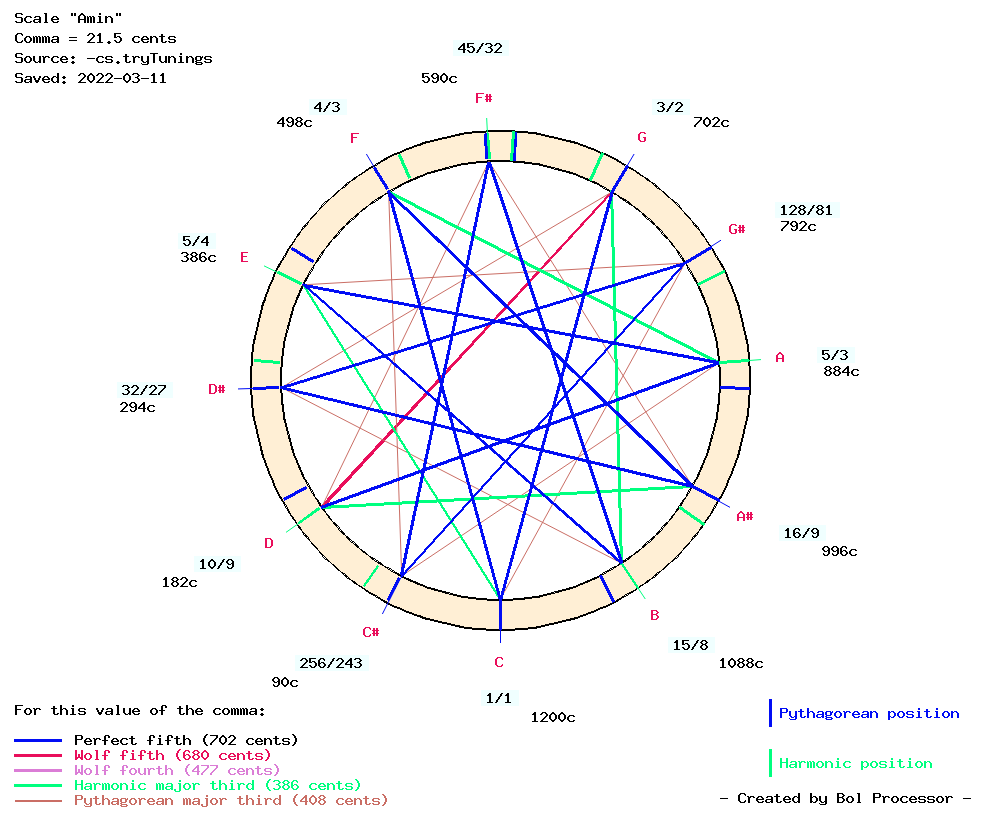 Scale "Amin"
Comma = 21.5 cents
Source: -cs.tryTunings
Saved: 2022-03-11
45/32
590c
F#
4/3
498c
F
3/2
702c
G
128/81
792c
G#
5/4
386c
E
5/3
884c
A
32/27
294c
D#
16/9
996c
A#
10/9
182c
D
15/8
1088c
B
256/243
90c
C#
C
1/1
1200c
For this value of the comma:
Perfect fifth (702 cents)
Wolf fifth (680 cents)
Wolf fourth (477 cents)
Harmonic major third (386 cents)
Pythagorean major third (408 cents)
Pythagorean position
Harmonic position
- Created by Bol Processor -